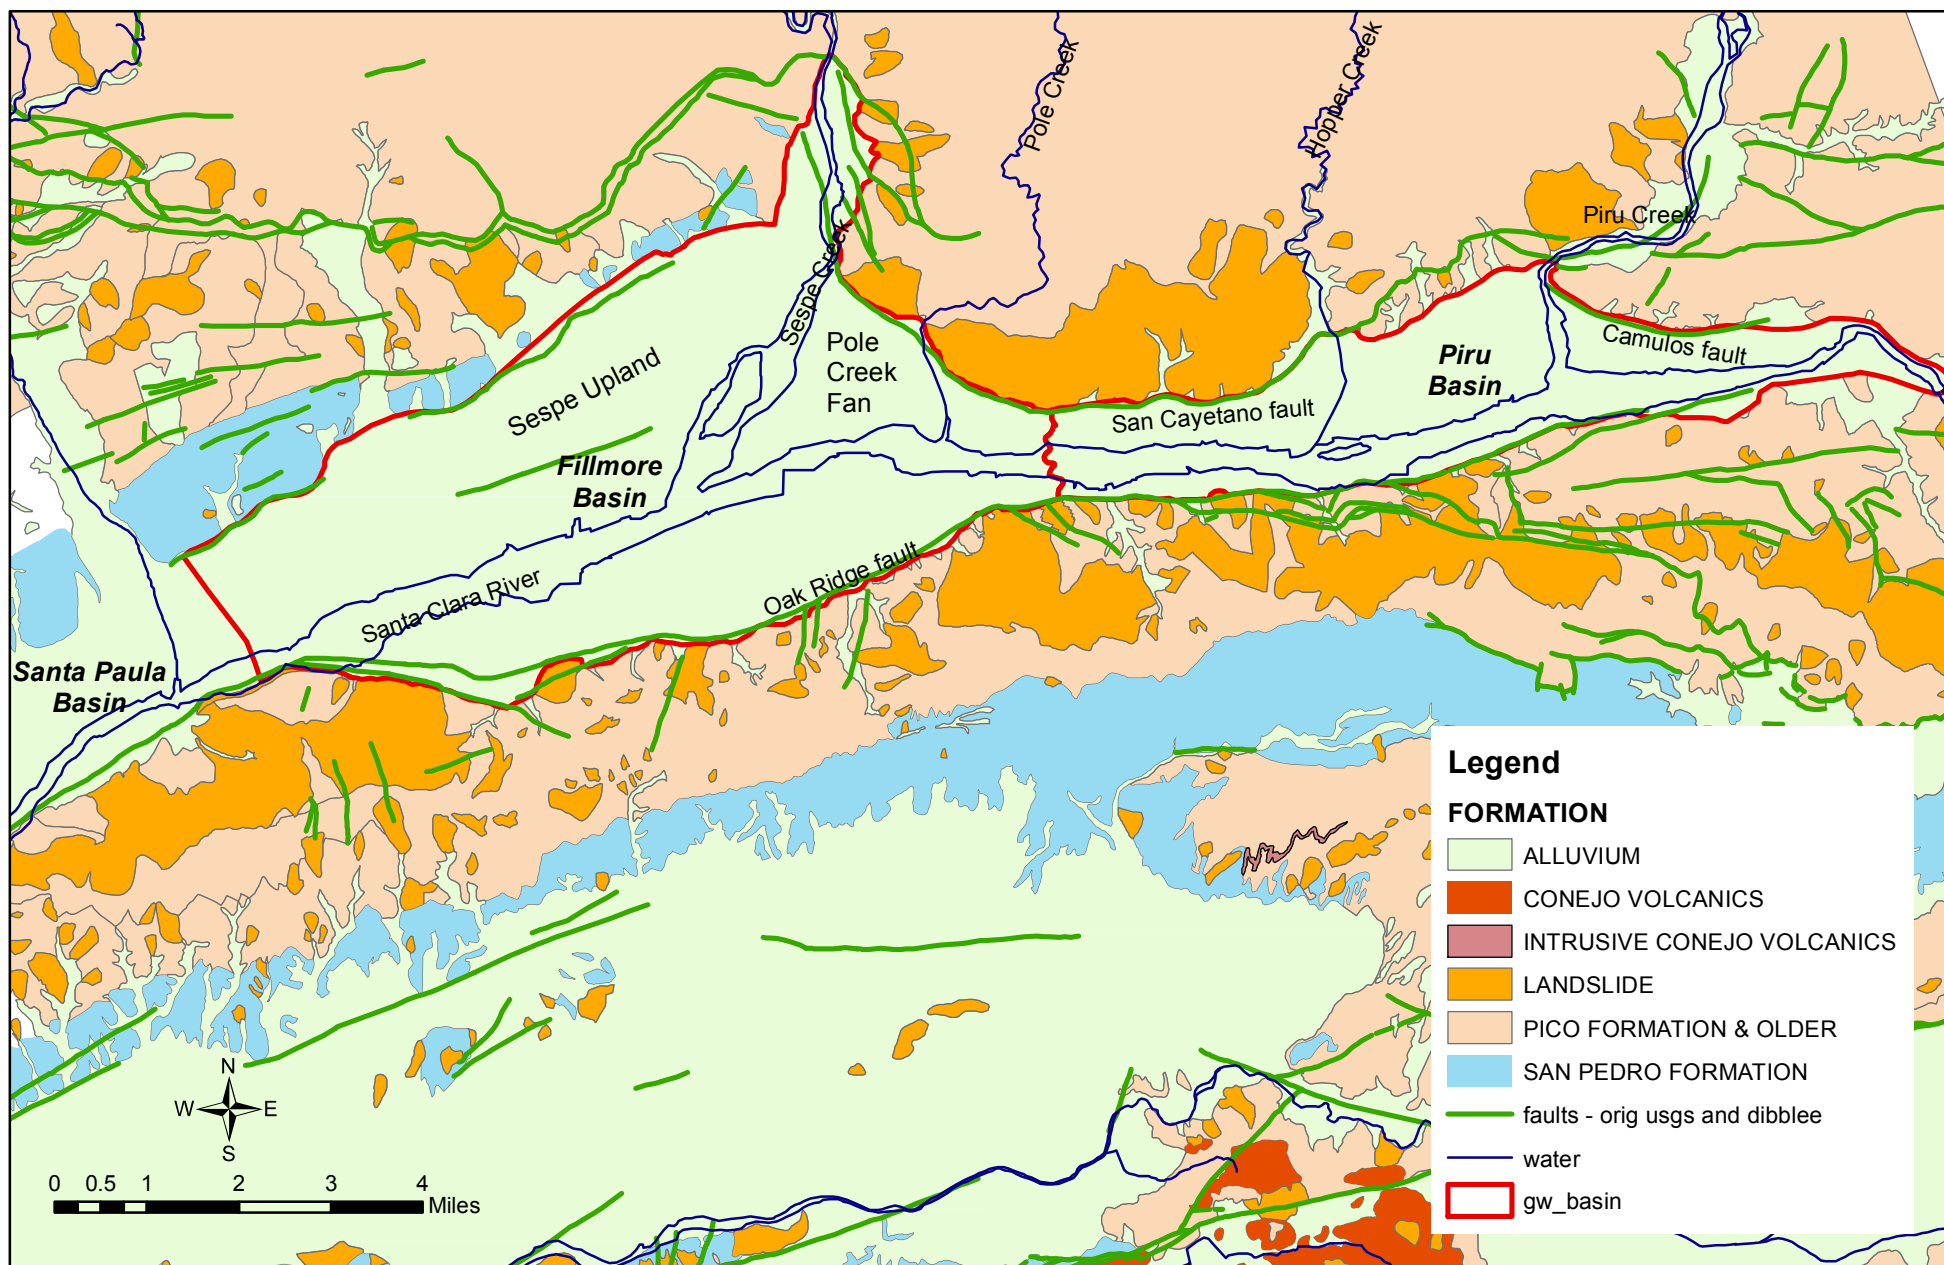 Pole Creek
Hopper Creek
Piru Creek
Sespe Creek
Pole
Creek
Fan
Piru
Basin
Camulos fault
Sespe Upland
San Cayetano fault
Fillmore
Basin
Santa Clara River
Oak Ridge fault
Santa Paula
Basin
Legend
FORMATION
ALLUVIUM
CONEJO VOLCANICS
INTRUSIVE CONEJO VOLCANICS
LANDSLIDE
PICO FORMATION & OLDER
SAN PEDRO FORMATION
faults - orig usgs and dibblee
water
gw_basin
N
W E
S
0 0.5 1 2 3 4
Miles